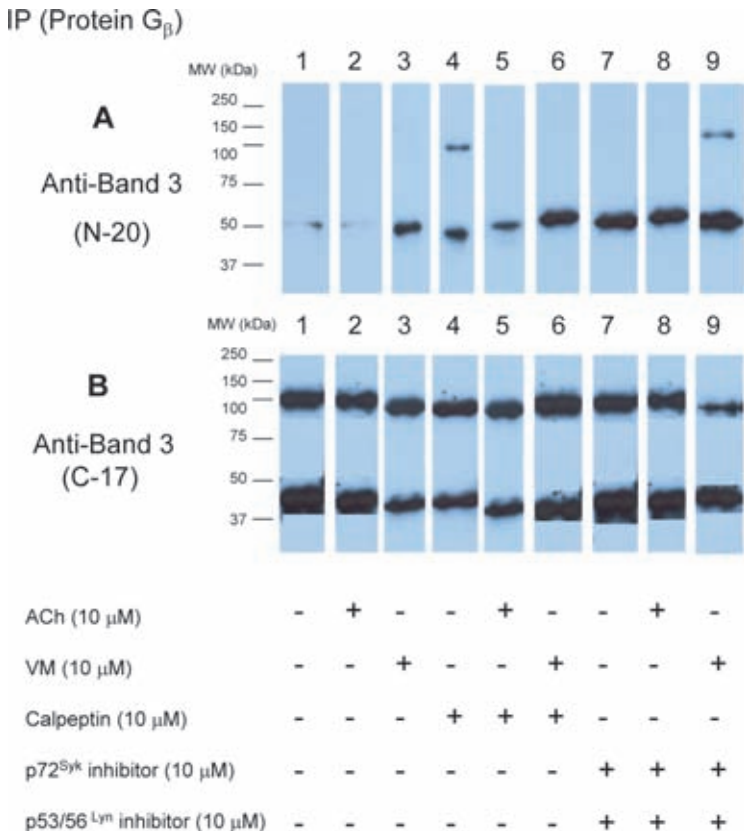 IP (Protein Gβ)
1 2 3 4 5 6 7 8 9
MW (kDa)
A
Anti-Band 3
(N-20)
250
150
100
75
50
37
1 2 3 4 5 6 7 8 9
MW (kDa)
B
Anti-Band 3
(C-17)
250
150
100
75
50
37
ACh (10 μM) - + - - + - - + -
VM (10 μM) - - + - - + - - +
Calpeptin (10 μM) - - - + + + - - -
p72Syk inhibitor (10 μM) - - - - - - + + +
p53/56 Lyn inhibitor (10 μM) - - - - - - + + +